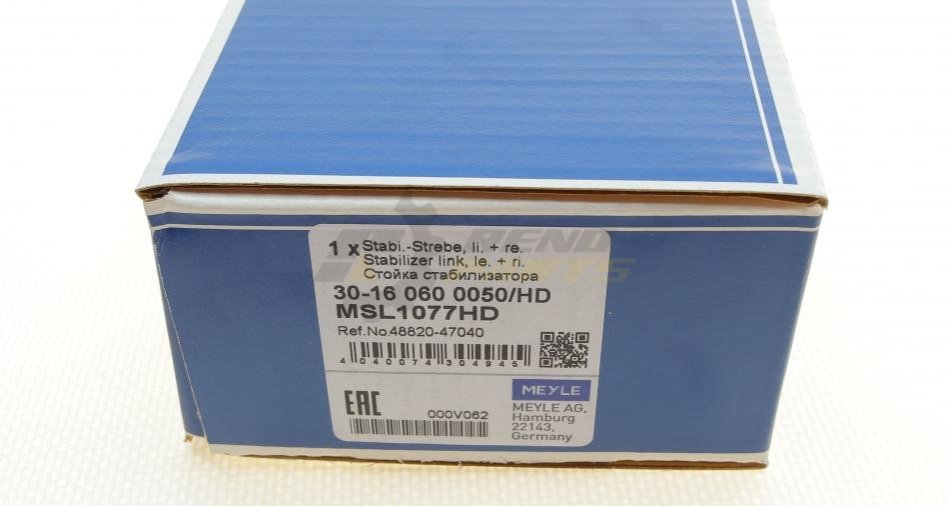 1 x Stabi.-Strebe, li. + re.
Stabilizer link, le. + ri.
Стойка стабилизатора
30-16 060 0050/HD
MSL1077HD
Ref.No.48820-47040
4 040074 304945
EAC
000V062
MEYLE
MEYLE AG,
Hamburg
22143,
Germany